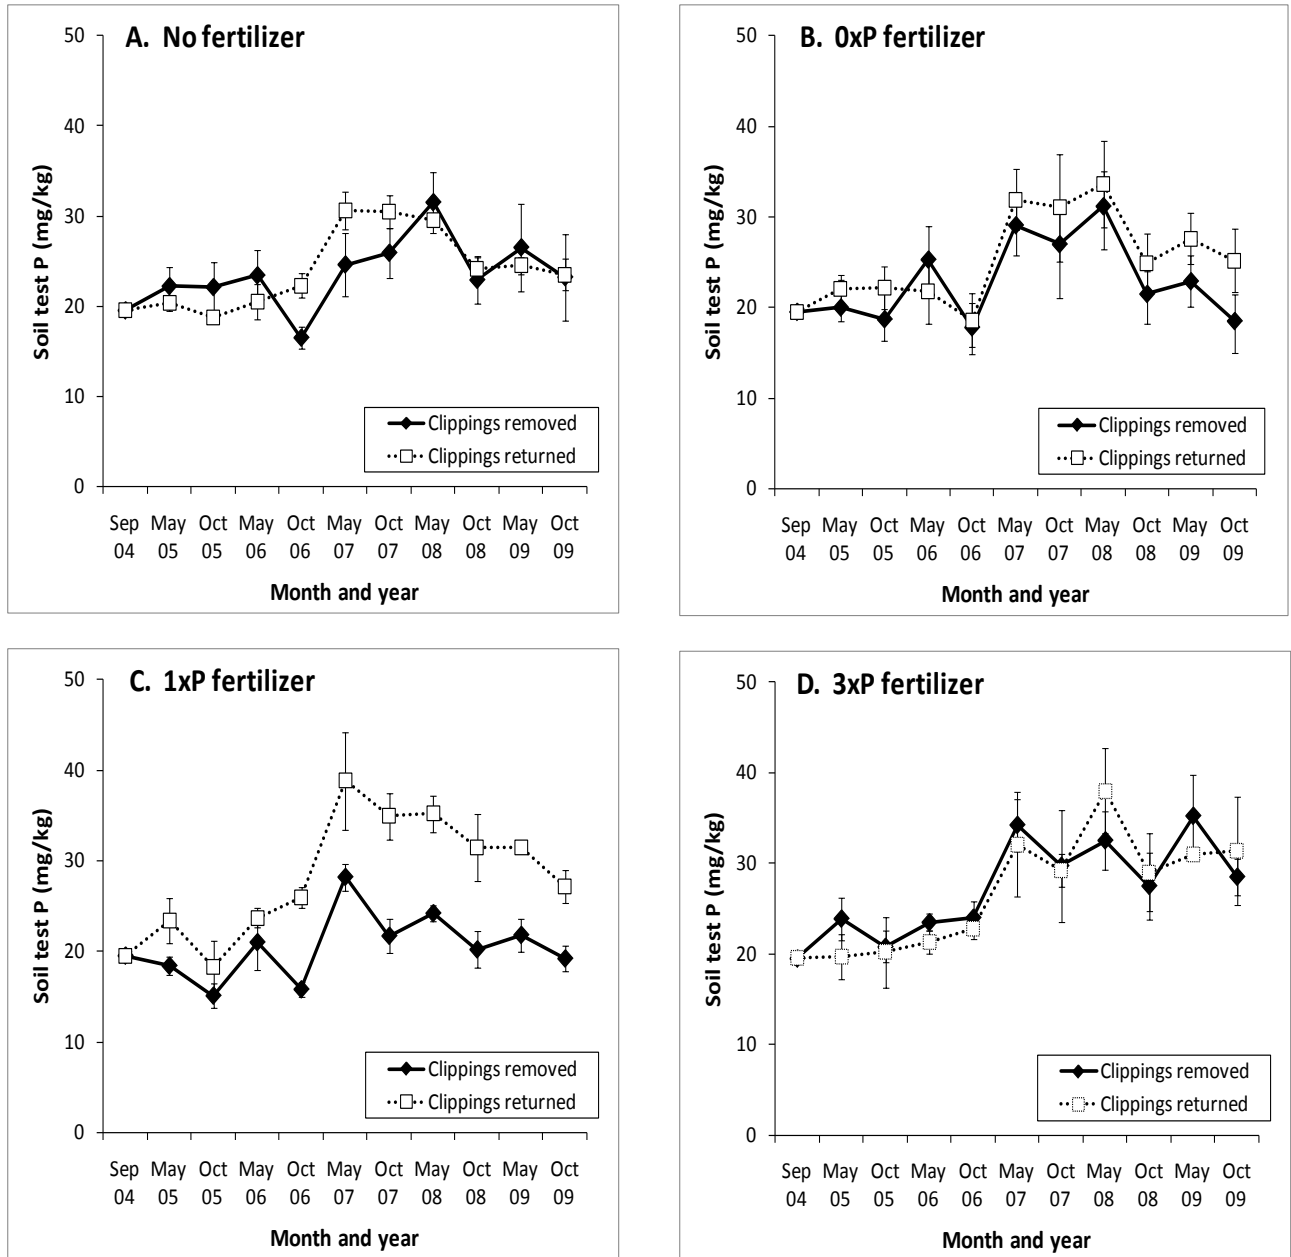 A. No fertilizer
50
40
30
20
10
0
Soil test P (mg/kg)
Clippings removed
Clippings returned
Sep May Oct May Oct May Oct May Oct May Oct
04 05 05 06 06 07 07 08 08 09 09
Month and year
B. 0xP fertilizer
50
40
30
20
10
0
Soil test P (mg/kg)
Clippings removed
Clippings returned
Sep May Oct May Oct May Oct May Oct May Oct
04 05 05 06 06 07 07 08 08 09 09
Month and year
C. 1xP fertilizer
50
40
30
20
10
0
Soil test P (mg/kg)
Clippings removed
Clippings returned
Sep May Oct May Oct May Oct May Oct May Oct
04 05 05 06 06 07 07 08 08 09 09
Month and year
D. 3xP fertilizer
50
40
30
20
10
0
Soil test P (mg/kg)
Clippings removed
Clippings returned
Sep May Oct May Oct May Oct May Oct May Oct
04 05 05 06 06 07 07 08 08 09 09
Month and year